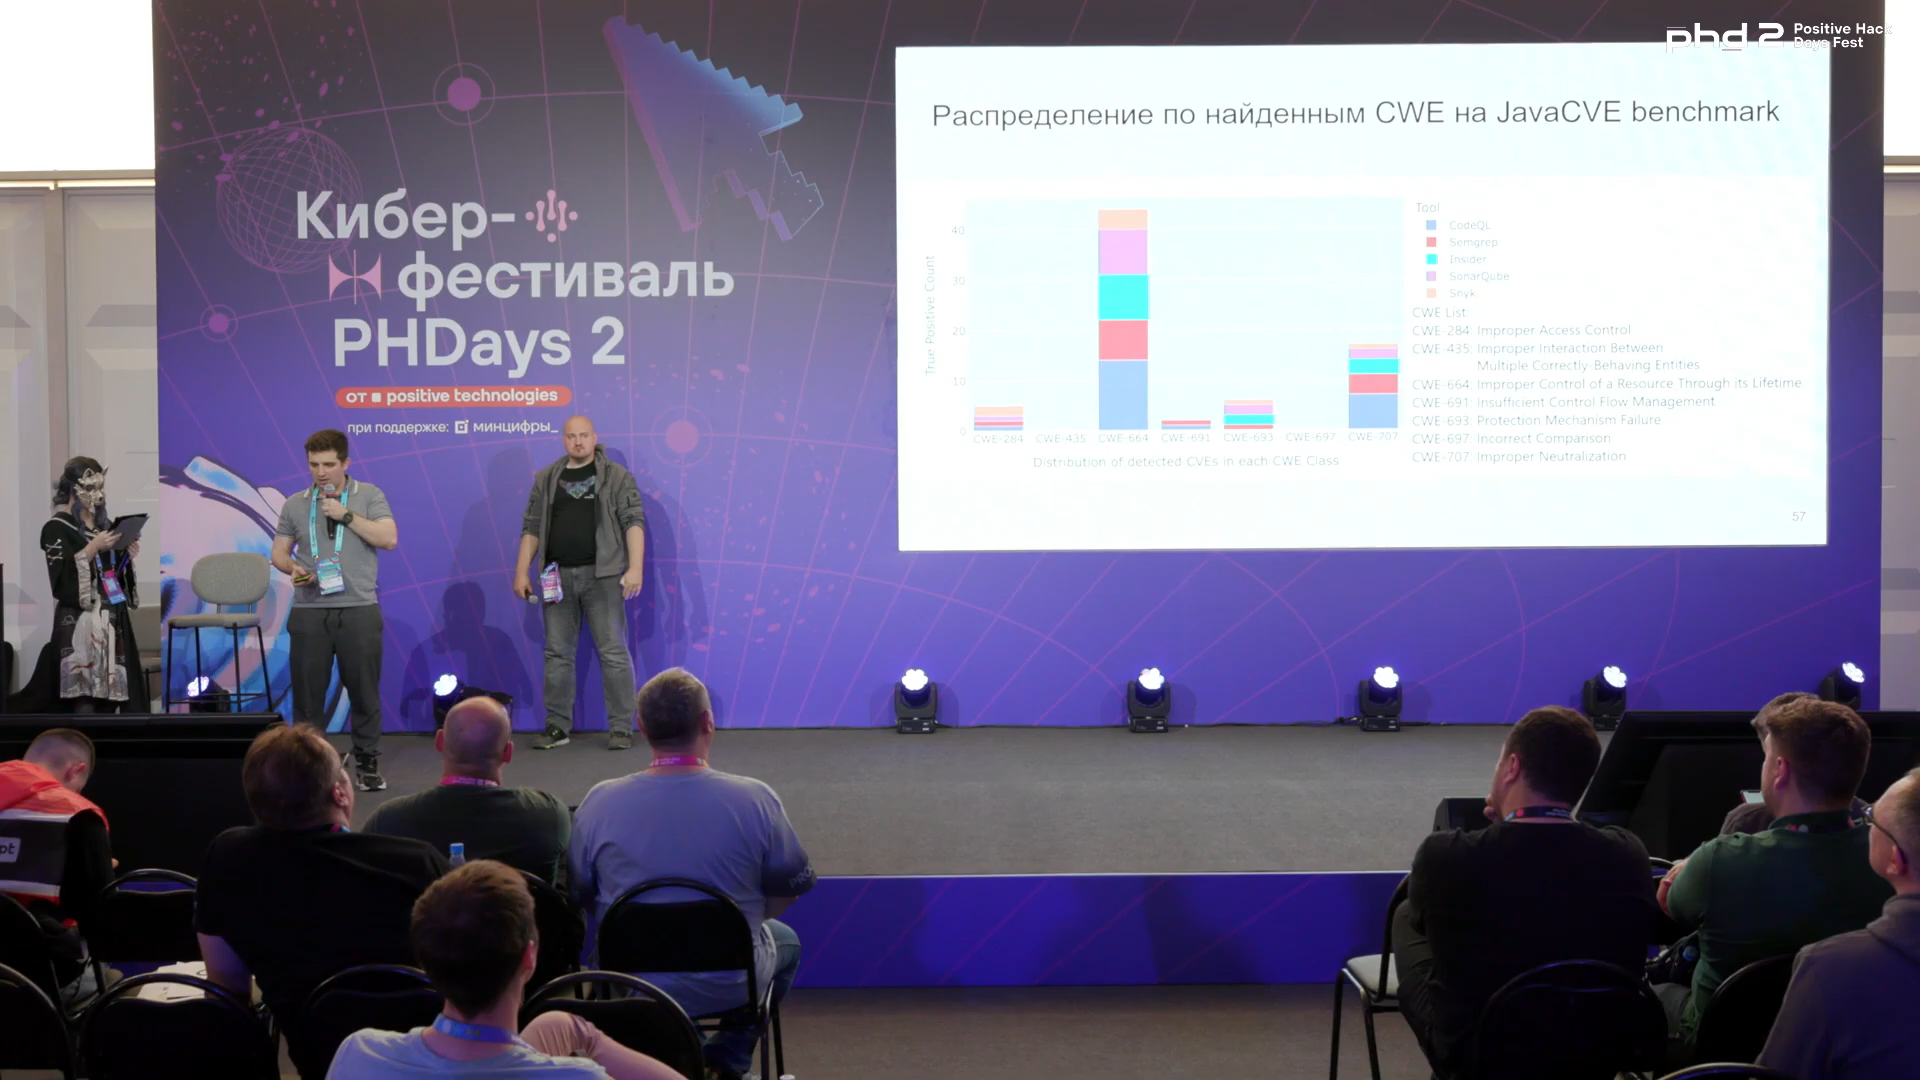 phd 2 Positive Hack
Days Fest
Кибер-
фестиваль
PHDays 2
от positive technologies
при поддержке: минцифры_
Распределение по найденным CWE на JavaCVE benchmark
True Positive Count
40
30
20
10
0
CWE-284 CWE-435 CWE-664 CWE-691 CWE-693 CWE-697 CWE-707
Distribution of detected CVEs in each CWE Class
Tool
CodeQL
Semgrep
Insider
SonarQube
Snyk
CWE List:
CWE-284: Improper Access Control
CWE-435: Improper Interaction Between
Multiple Correctly-Behaving Entities
CWE-664: Improper Control of a Resource Through its Lifetime
CWE-691: Insufficient Control Flow Management
CWE-693: Protection Mechanism Failure
CWE-697: Incorrect Comparison
CWE-707: Improper Neutralization
57
pt